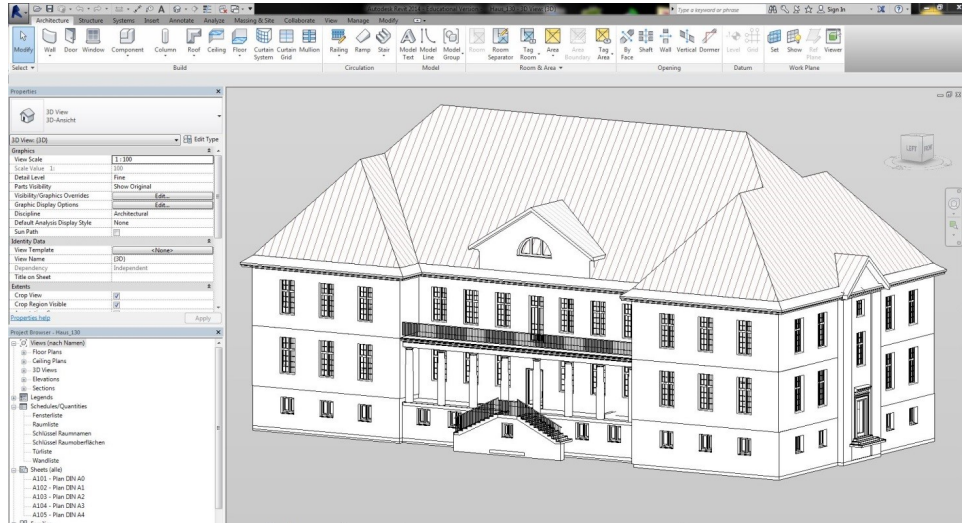 Autodesk Revit 201 Educational Version Haus_130 3D View: {3D}
Type a keyword or phrase
Sign In
Architecture Structure Systems Insert Annotate Analyze Massing & Site Collaborate View Manage Modify
Modify Wall Door Window Component Column Roof Ceiling Floor Curtain System Curtain Grid Mullion Railing Ramp Stair Model Text Model Line Model Group Room Room Separator Tag Room Area Area Boundary Tag Area By Face Shaft Wall Vertical Dormer Level Grid Set Show Ref Plane Viewer
Select Build Circulation Model Room & Area Opening Datum Work Plane
Properties
3D View
3D-Ansicht
3D View: {3D} Edit Type
Graphics
View Scale 1 : 100
Scale Value 1: 100
Detail Level Fine
Parts Visibility Show Original
Visibility/Graphics Overrides Edit...
Graphic Display Options Edit...
Discipline Architectural
Default Analysis Display Style None
Sun Path
Identity Data
View Template <None>
View Name {3D}
Dependency Independent
Title on Sheet
Extents
Crop View
Crop Region Visible
Properties help Apply
Project Browser - Haus_130
Views (nach Namen)
Floor Plans
Ceiling Plans
3D Views
Elevations
Sections
Legends
Schedules/Quantities
Fensterliste
Raumliste
Schlüssel Raumnamen
Schlüssel Raumoberflächen
Türliste
Wandliste
Sheets (alle)
A101 - Plan DIN A0
A102 - Plan DIN A1
A103 - Plan DIN A2
A104 - Plan DIN A3
A105 - Plan DIN A4
LEFT